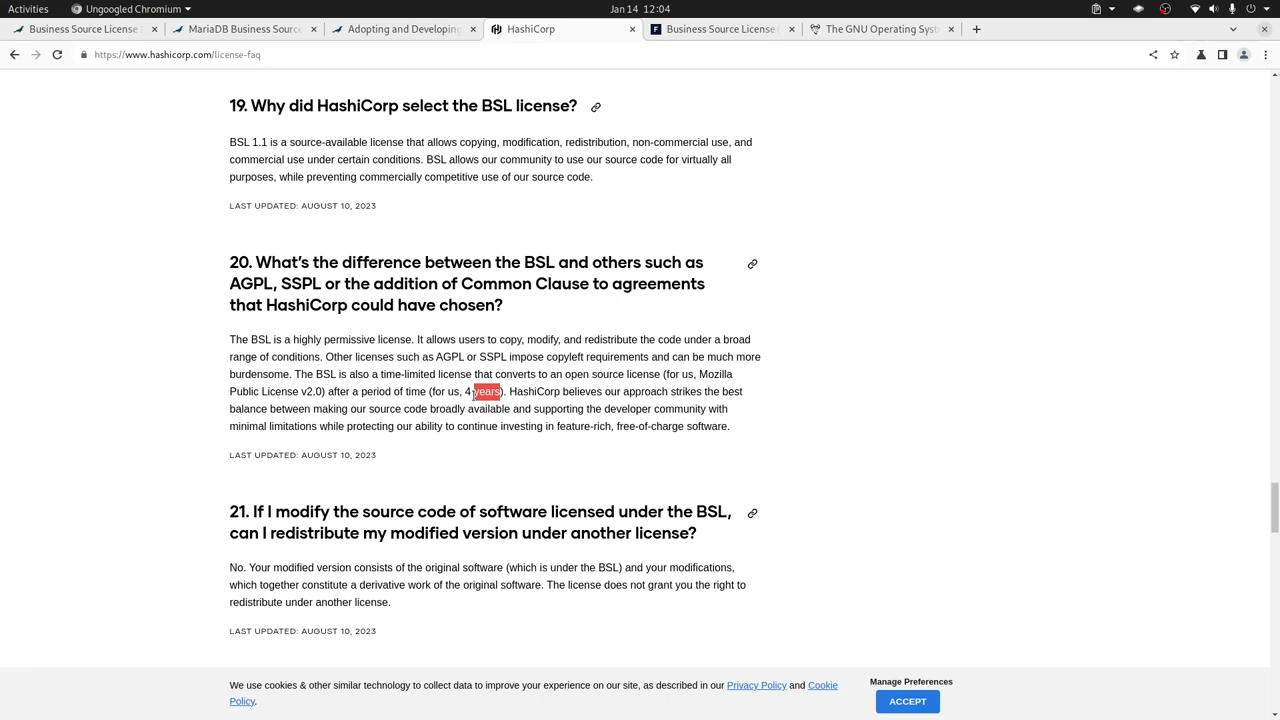 Activities
Ungoogled Chromium
Jan 14 12:04
Business Source License
MariaDB Business Source
Adopting and Developing
HashiCorp
Business Source License
The GNU Operating Syst
https://www.hashicorp.com/license-faq
19. Why did HashiCorp select the BSL license?
BSL 1.1 is a source-available license that allows copying, modification, redistribution, non-commercial use, and
commercial use under certain conditions. BSL allows our community to use our source code for virtually all
purposes, while preventing commercially competitive use of our source code.
LAST UPDATED: AUGUST 10, 2023
20. What’s the difference between the BSL and others such as
AGPL, SSPL or the addition of Common Clause to agreements
that HashiCorp could have chosen?
The BSL is a highly permissive license. It allows users to copy, modify, and redistribute the code under a broad
range of conditions. Other licenses such as AGPL or SSPL impose copyleft requirements and can be much more
burdensome. The BSL is also a time-limited license that converts to an open source license (for us, Mozilla
Public License v2.0) after a period of time (for us, 4 years). HashiCorp believes our approach strikes the best
balance between making our source code broadly available and supporting the developer community with
minimal limitations while protecting our ability to continue investing in feature-rich, free-of-charge software.
LAST UPDATED: AUGUST 10, 2023
21. If I modify the source code of software licensed under the BSL,
can I redistribute my modified version under another license?
No. Your modified version consists of the original software (which is under the BSL) and your modifications,
which together constitute a derivative work of the original software. The license does not grant you the right to
redistribute under another license.
LAST UPDATED: AUGUST 10, 2023
We use cookies & other similar technology to collect data to improve your experience on our site, as described in our Privacy Policy and Cookie
Policy.
Manage Preferences
ACCEPT